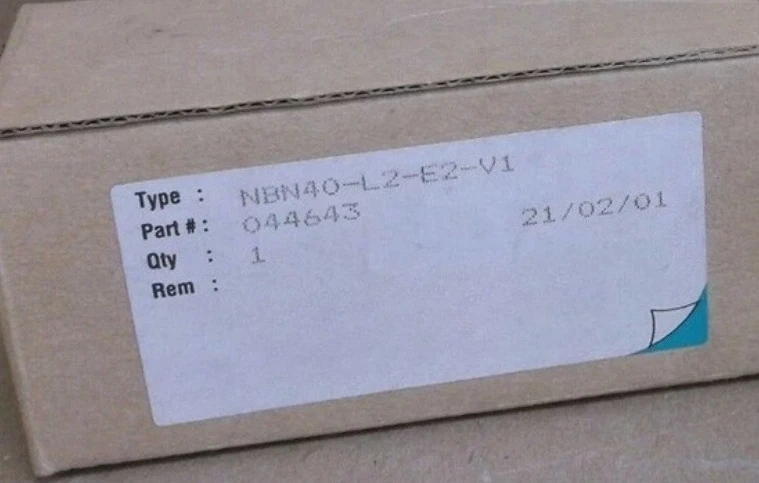 Type : NBN40-L2-E2-V1
Part #: 044643 21/02/01
Qty : 1
Rem :